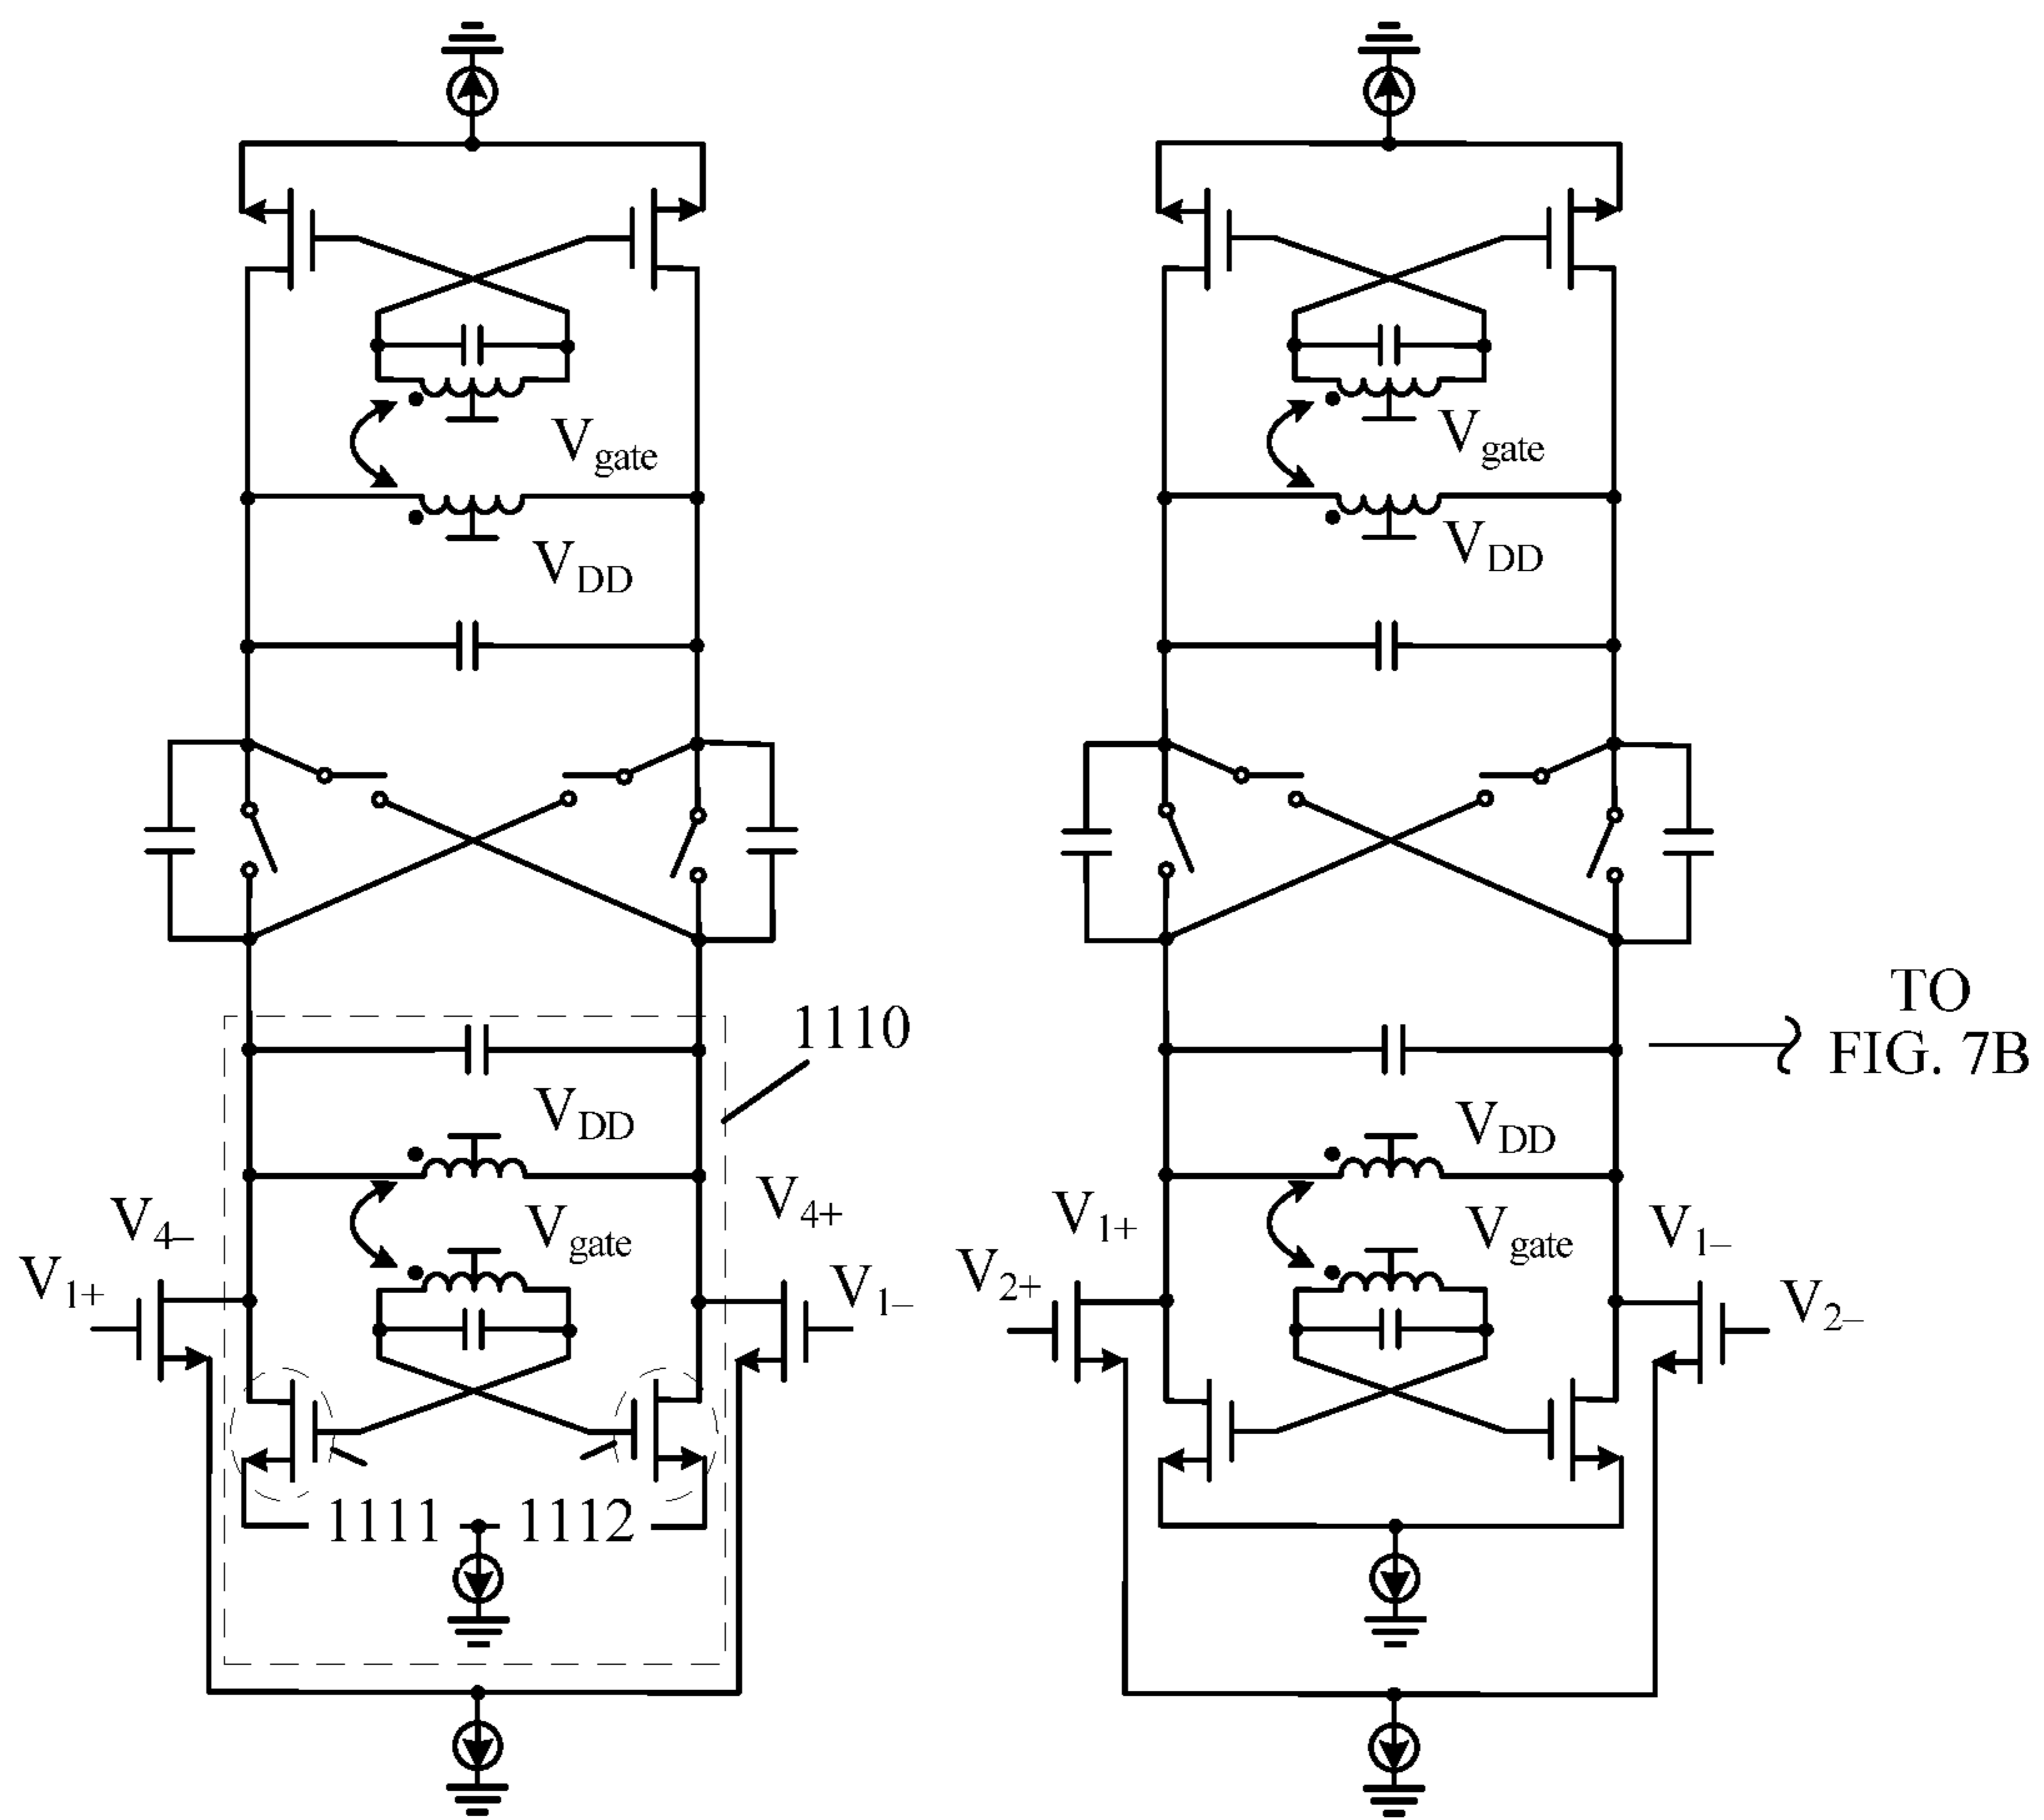 Vgate
Vgate
VDD
VDD
TO
FIG. 7B
1110
VDD
VDD
V4–
V4+
Vgate
V1+
V1–
V1+
V1–
Vgate
V2+
V2–
1111
1112